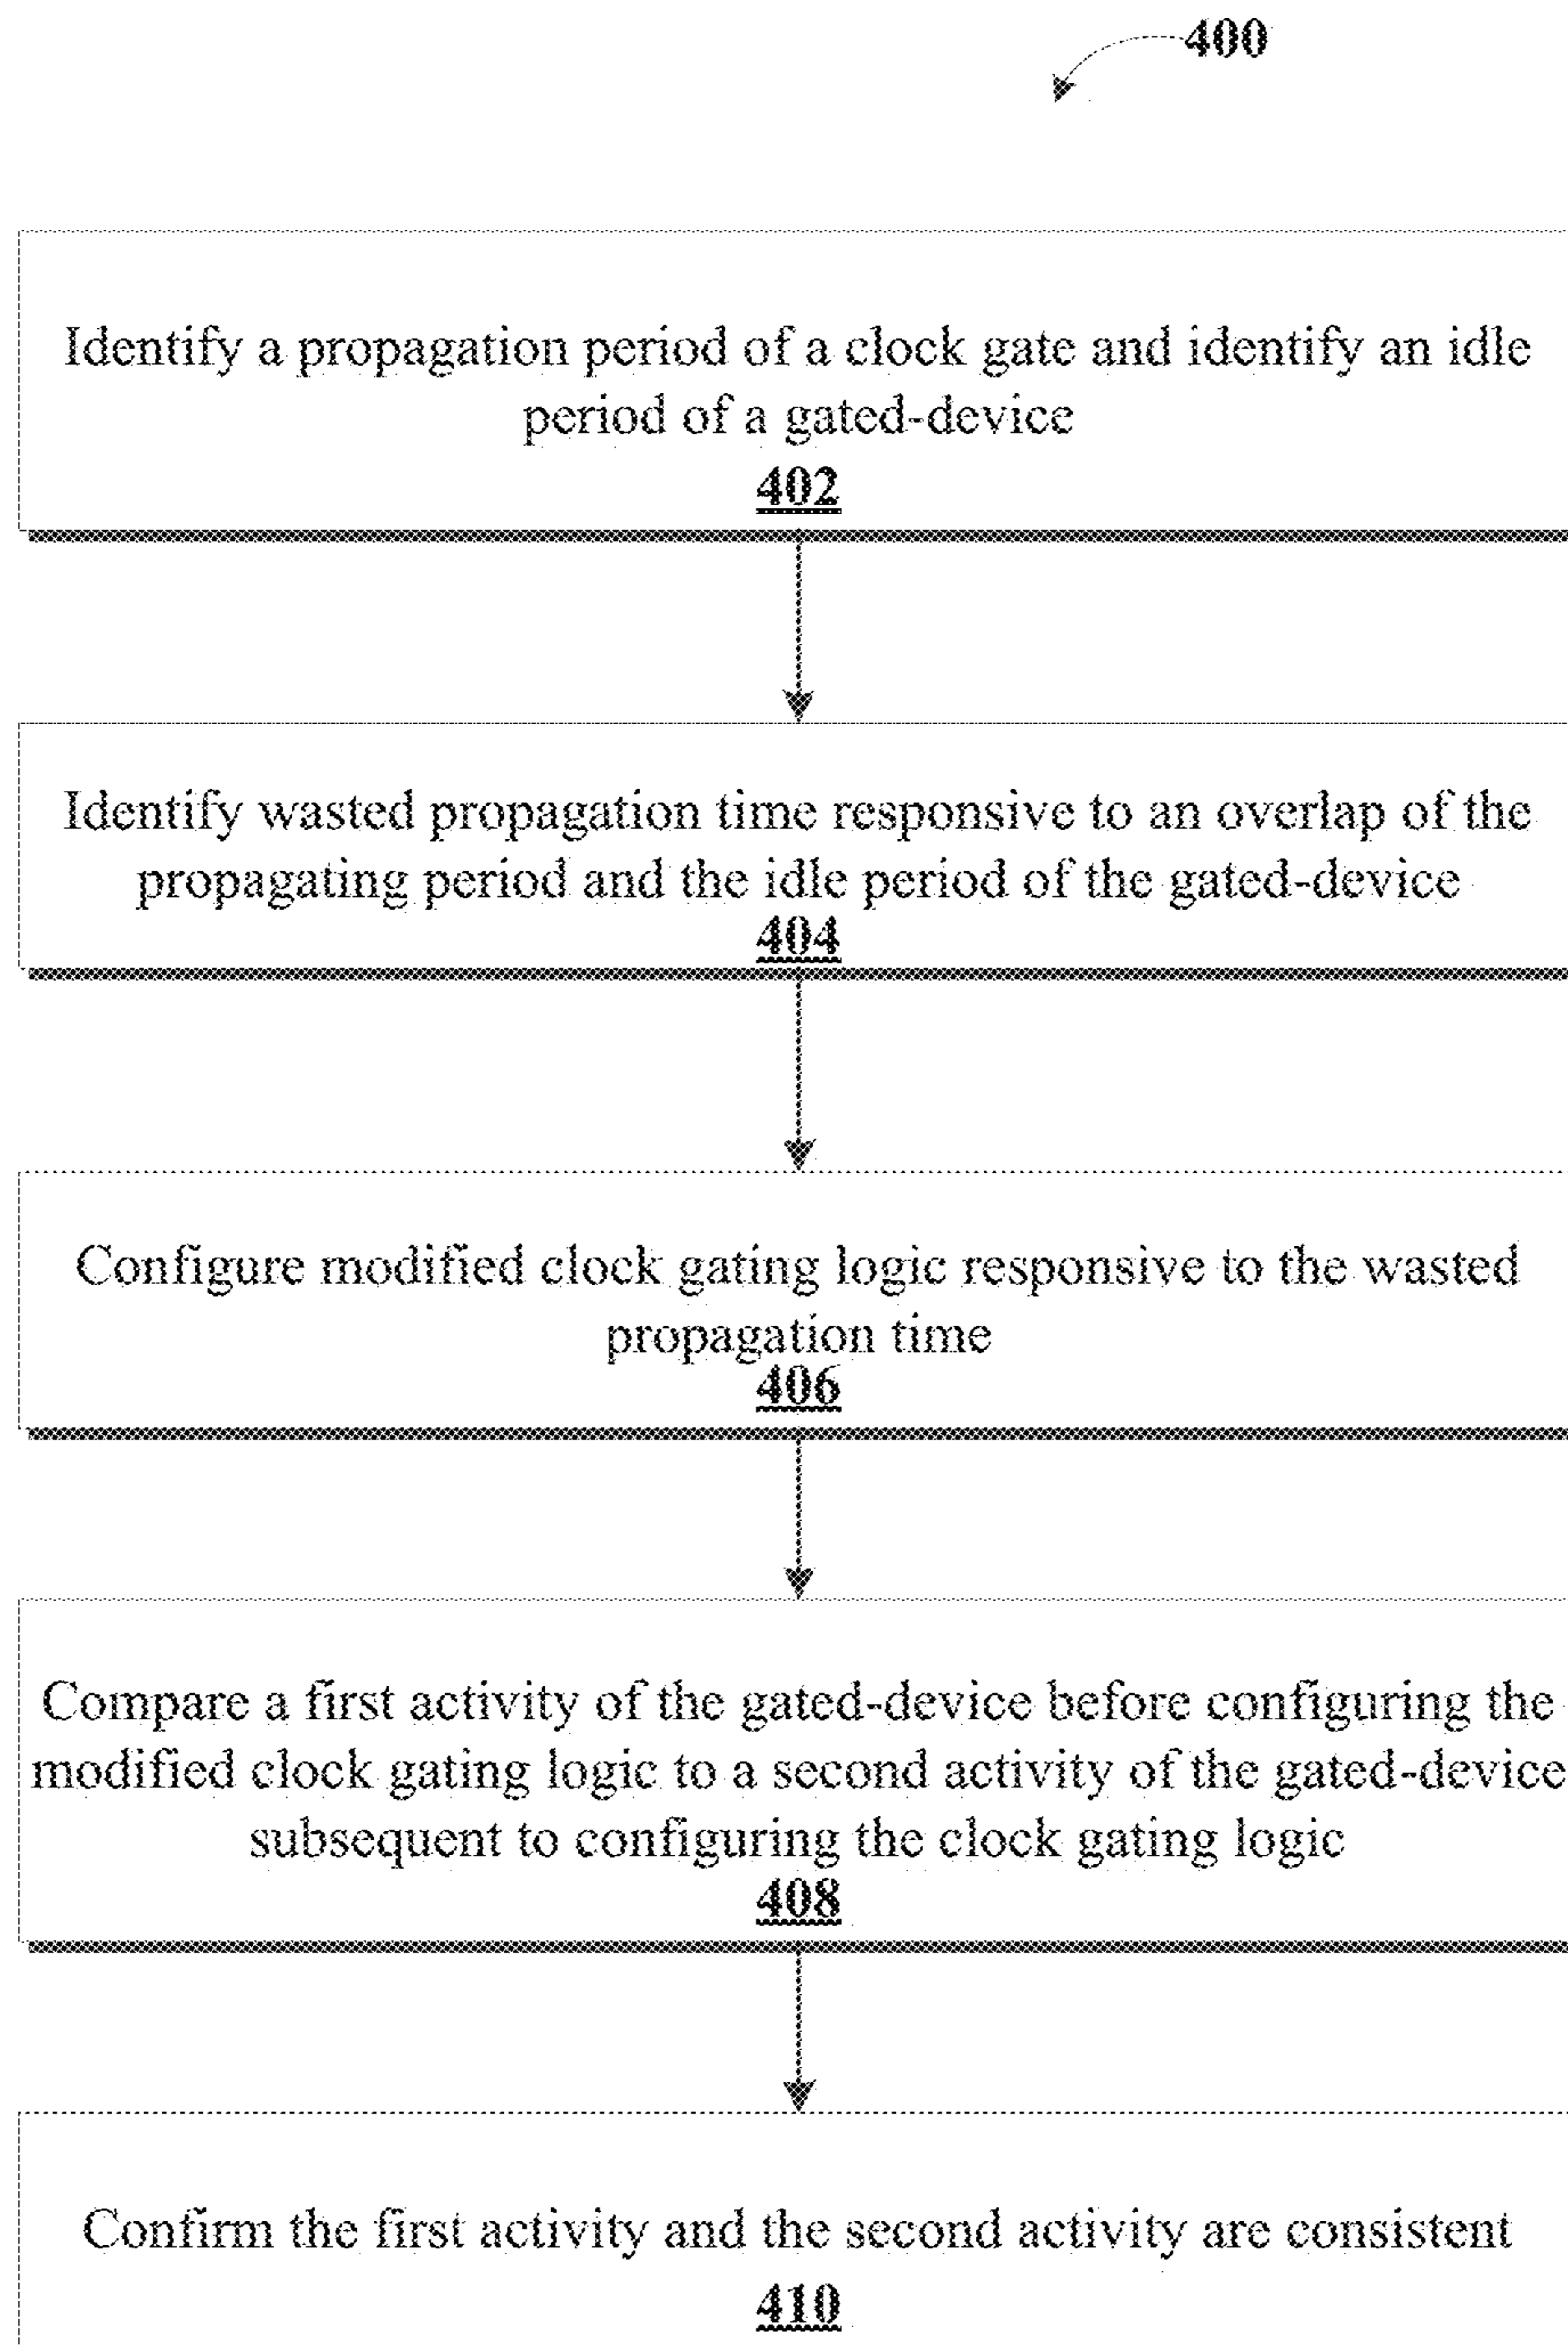 400
Identify a propagation period of a clock gate and identify an idle
period of a gated-device
402
Identify wasted propagation time responsive to an overlap of the
propagating period and the idle period of the gated-device
404
Configure modified clock gating logic responsive to the wasted
propagation time
406
Compare a first activity of the gated-device before configuring the
modified clock gating logic to a second activity of the gated-device
subsequent to configuring the clock gating logic
408
Confirm the first activity and the second activity are consistent
410